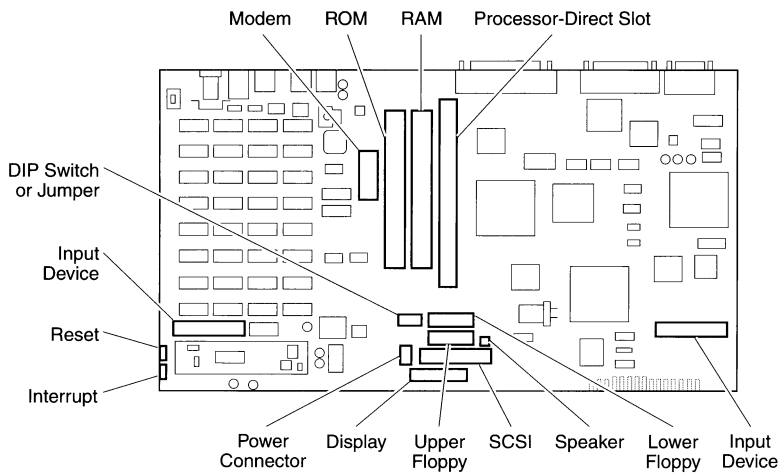 Modem
ROM
RAM
Processor-Direct Slot
DIP Switch
or Jumper
Input
Device
Reset
Interrupt
Power
Connector
Display
Upper
Floppy
SCSI
Speaker
Lower
Floppy
Input
Device